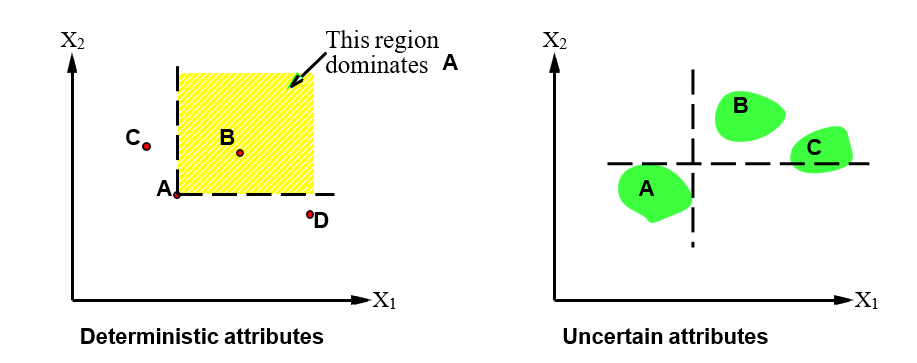 X2
This region
dominates A
C
B
A
D
X1
Deterministic attributes
X2
B
C
A
X1
Uncertain attributes